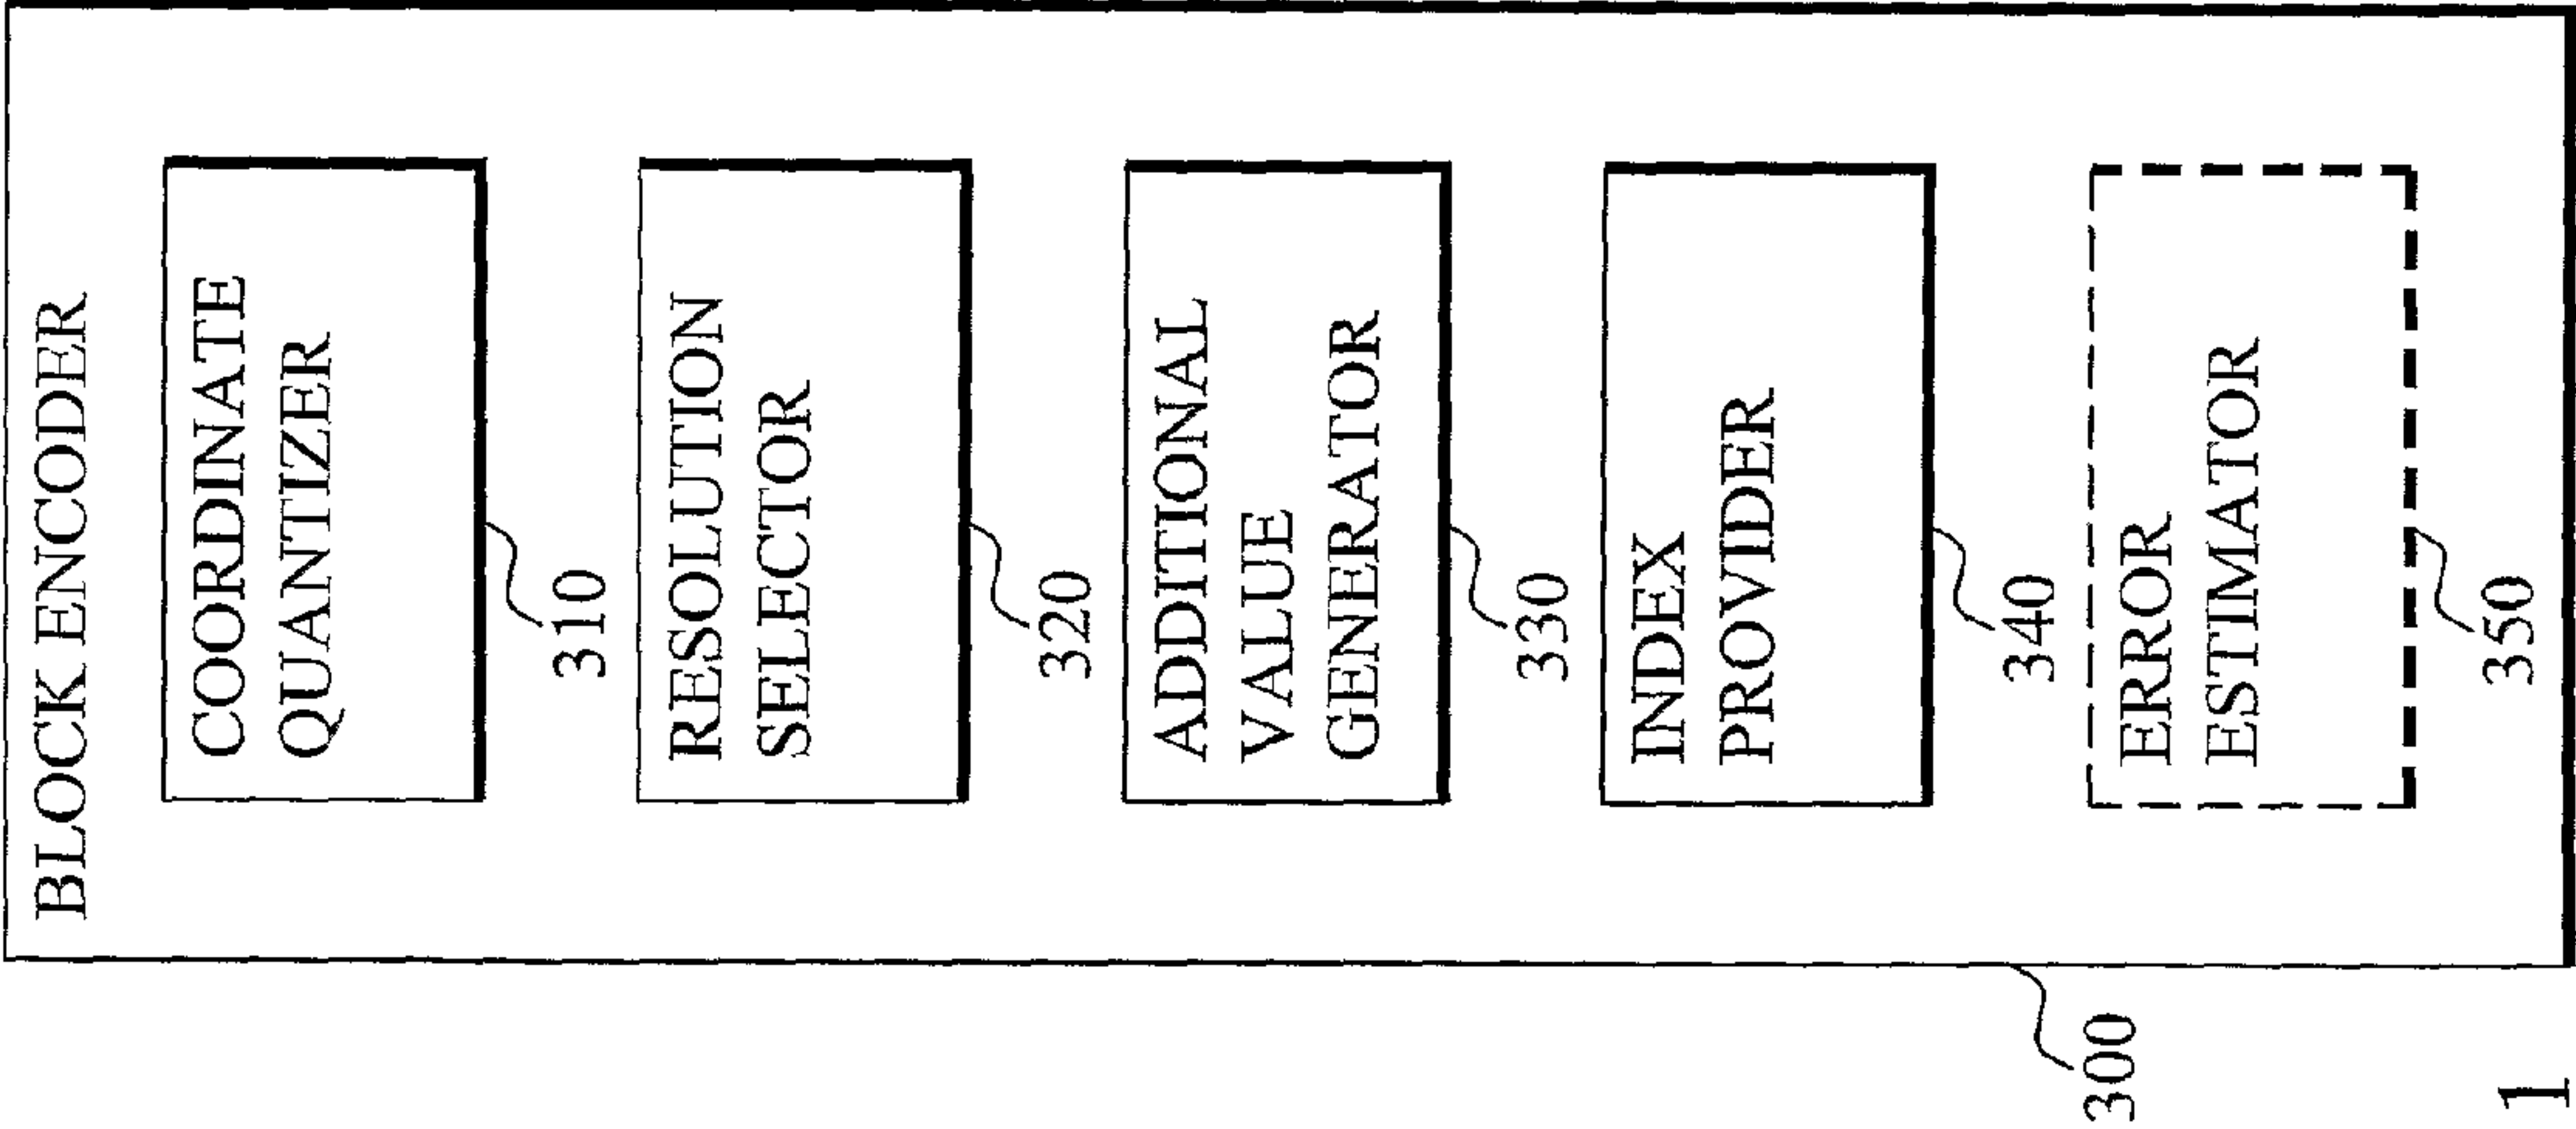 BLOCK ENCODER
COORDINATE
QUANTIZER
310
RESOLUTION
SELECTOR
320
ADDITIONAL
VALUE
GENERATOR
330
INDEX
PROVIDER
340
ERROR
ESTIMATOR
350
300
1